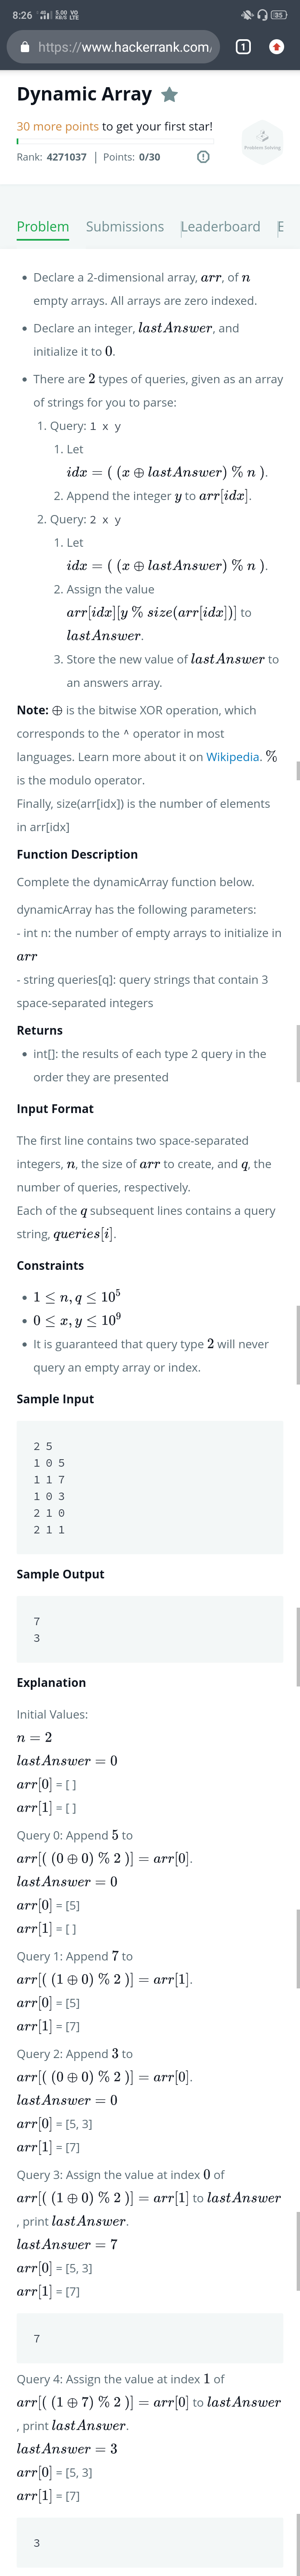 8:26 4G 5.00 KB/S VO LTE 35
https://www.hackerrank.com/ 1
Dynamic Array
30 more points to get your first star!
Problem Solving
Rank: 4271037 | Points: 0/30
Problem Submissions Leaderboard E
• Declare a 2-dimensional array, arr, of n
empty arrays. All arrays are zero indexed.
• Declare an integer, lastAnswer, and
initialize it to 0.
• There are 2 types of queries, given as an array
of strings for you to parse:
1. Query: 1 x y
1. Let
idx = ( (x ⊕ lastAnswer) % n ).
2. Append the integer y to arr[idx].
2. Query: 2 x y
1. Let
idx = ( (x ⊕ lastAnswer) % n ).
2. Assign the value
arr[idx][y % size(arr[idx])] to
lastAnswer.
3. Store the new value of lastAnswer to
an answers array.
Note: ⊕ is the bitwise XOR operation, which
corresponds to the ^ operator in most
languages. Learn more about it on Wikipedia. %
is the modulo operator.
Finally, size(arr[idx]) is the number of elements
in arr[idx]
Function Description
Complete the dynamicArray function below.
dynamicArray has the following parameters:
- int n: the number of empty arrays to initialize in
arr
- string queries[q]: query strings that contain 3
space-separated integers
Returns
• int[]: the results of each type 2 query in the
order they are presented
Input Format
The first line contains two space-separated
integers, n, the size of arr to create, and q, the
number of queries, respectively.
Each of the q subsequent lines contains a query
string, queries[i].
Constraints
• 1 ≤ n, q ≤ 10⁵
• 0 ≤ x, y ≤ 10⁹
• It is guaranteed that query type 2 will never
query an empty array or index.
Sample Input
2 5
1 0 5
1 1 7
1 0 3
2 1 0
2 1 1
Sample Output
7
3
Explanation
Initial Values:
n = 2
lastAnswer = 0
arr[0] = [ ]
arr[1] = [ ]
Query 0: Append 5 to
arr[( (0 ⊕ 0) % 2 )] = arr[0].
lastAnswer = 0
arr[0] = [5]
arr[1] = [ ]
Query 1: Append 7 to
arr[( (1 ⊕ 0) % 2 )] = arr[1].
arr[0] = [5]
arr[1] = [7]
Query 2: Append 3 to
arr[( (0 ⊕ 0) % 2 )] = arr[0].
lastAnswer = 0
arr[0] = [5, 3]
arr[1] = [7]
Query 3: Assign the value at index 0 of
arr[( (1 ⊕ 0) % 2 )] = arr[1] to lastAnswer
, print lastAnswer.
lastAnswer = 7
arr[0] = [5, 3]
arr[1] = [7]
7
Query 4: Assign the value at index 1 of
arr[( (1 ⊕ 7) % 2 )] = arr[0] to lastAnswer
, print lastAnswer.
lastAnswer = 3
arr[0] = [5, 3]
arr[1] = [7]
3